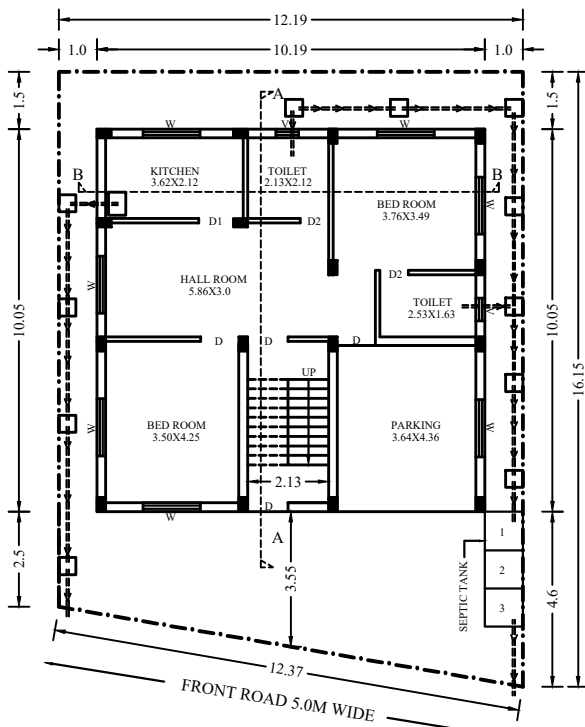 12.19
1.0
10.19
1.0
1.5
1.5
A
W
V
W
KITCHEN
3.62X2.12
TOILET
2.13X2.12
B
B
BED ROOM
3.76X3.49
W
D1
D2
HALL ROOM
5.86X3.0
D2
W
TOILET
2.53X1.63
V
10.05
10.05
16.15
D
D
D
UP
BED ROOM
3.50X4.25
PARKING
3.64X4.36
W
W
2.13
D
W
A
2.5
3.55
SEPTIC TANK
1
2
3
4.6
12.37
FRONT ROAD 5.0M WIDE